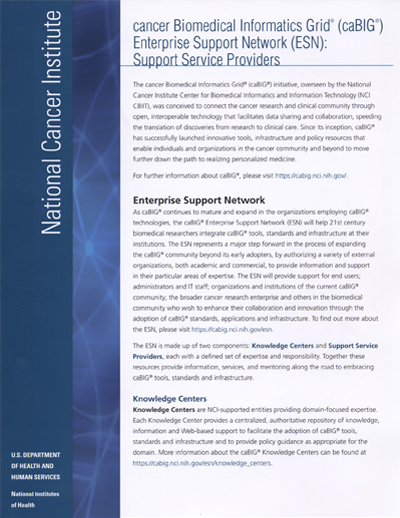 National Cancer Institute
cancer Biomedical Informatics Grid® (caBIG®)
Enterprise Support Network (ESN):
Support Service Providers
The cancer Biomedical Informatics Grid® (caBIG®) initiative, overseen by the National
Cancer Institute Center for Biomedical Informatics and Information Technology (NCI
CBIIT), was conceived to connect the cancer research and clinical community through
open, interoperable technology that facilitates data sharing and collaboration, speeding
the translation of discoveries from research to clinical care. Since its inception, caBIG®
has successfully launched innovative tools, infrastructure and policy resources that
enable individuals and organizations in the cancer community and beyond to move
further down the path to realizing personalized medicine.
For further information about caBIG®, please visit https://cabig.nci.nih.gov/.
Enterprise Support Network
As caBIG® continues to mature and expand in the organizations employing caBIG®
technologies, the caBIG® Enterprise Support Network (ESN) will help 21st century
biomedical researchers integrate caBIG® tools, standards and infrastructure at their
institutions. The ESN represents a major step forward in the process of expanding
the caBIG® community beyond its early adopters, by authorizing a variety of external
organizations, both academic and commercial, to provide information and support
in their particular areas of expertise. The ESN will provide support for end users;
administrators and IT staff; organizations and institutions of the current caBIG®
community; the broader cancer research enterprise and others in the biomedical
community who wish to enhance their collaboration and innovation through the
adoption of caBIG® standards, applications and infrastructure. To find out more about
the ESN, please visit https://cabig.nci.nih.gov/esn.
The ESN is made up of two components: Knowledge Centers and Support Service
Providers, each with a defined set of expertise and responsibility. Together these
resources provide information, services, and mentoring along the road to embracing
caBIG® tools, standards and infrastructure.
Knowledge Centers
Knowledge Centers are NCI-supported entities providing domain-focused expertise.
Each Knowledge Center provides a centralized, authoritative repository of knowledge,
information and Web-based support to facilitate the adoption of caBIG® tools,
standards and infrastructure and to provide policy guidance as appropriate for the
domain. More information about the caBIG® Knowledge Centers can be found at
https://cabig.nci.nih.gov/esn/knowledge_centers.
U.S. DEPARTMENT
OF HEALTH AND
HUMAN SERVICES
National Institutes
of Health